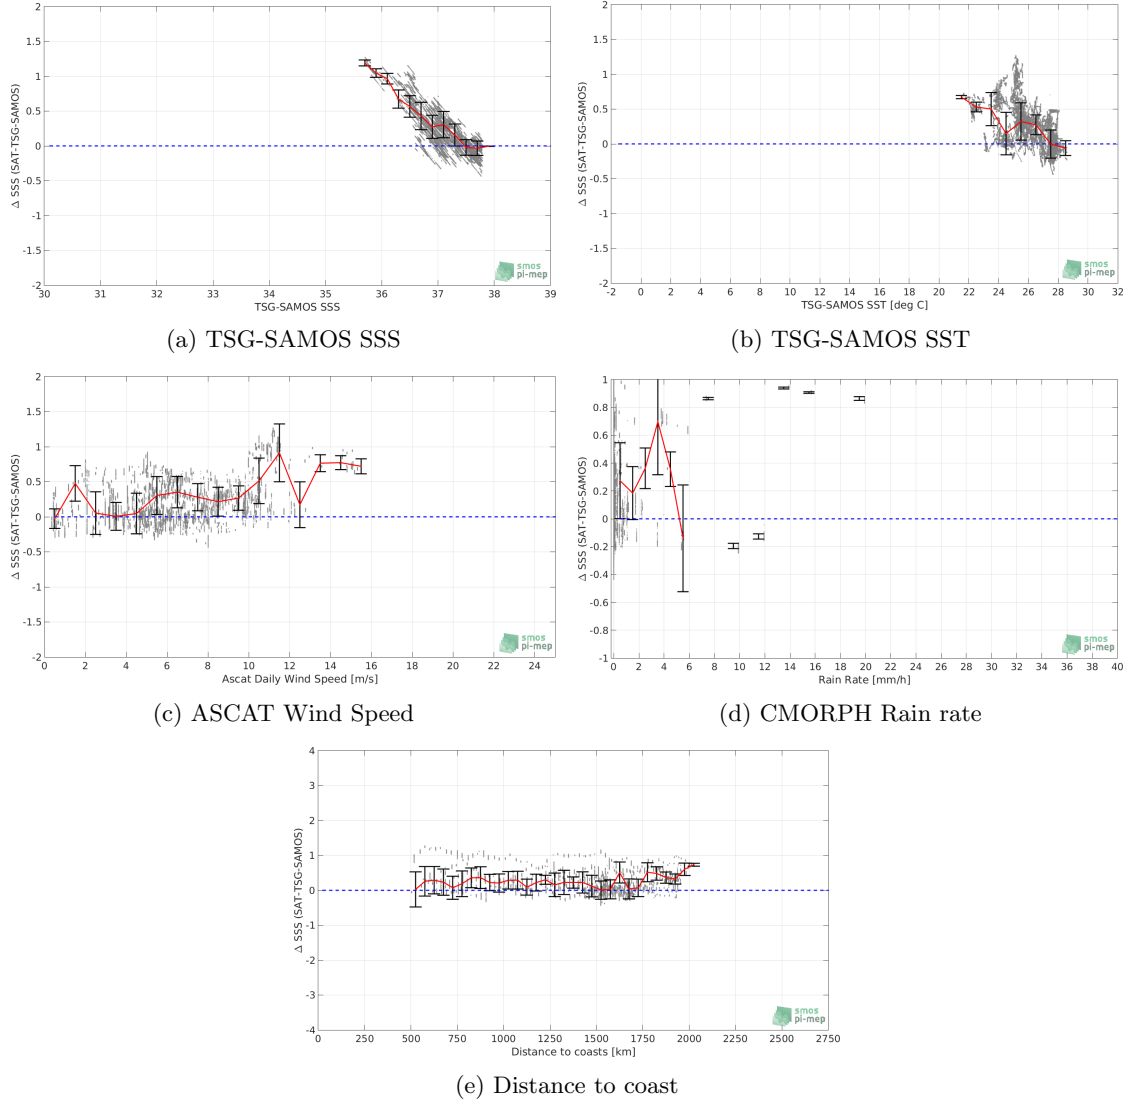 2
1.5
1
0.5
0
-0.5
-1
-1.5
-2
Δ SSS (SAT-TSG-SAMOS)
30 31 32 33 34 35 36 37 38 39
TSG-SAMOS SSS
smos
pi-mep
(a) TSG-SAMOS SSS
2
1.5
1
0.5
0
-0.5
-1
-1.5
-2
Δ SSS (SAT-TSG-SAMOS)
-2 0 2 4 6 8 10 12 14 16 18 20 22 24 26 28 30 32
TSG-SAMOS SST [deg C]
smos
pi-mep
(b) TSG-SAMOS SST
2
1.5
1
0.5
0
-0.5
-1
-1.5
-2
Δ SSS (SAT-TSG-SAMOS)
0 2 4 6 8 10 12 14 16 18 20 22 24
Ascat Daily Wind Speed [m/s]
smos
pi-mep
(c) ASCAT Wind Speed
1
0.8
0.6
0.4
0.2
0
-0.2
-0.4
-0.6
-0.8
-1
Δ SSS (SAT-TSG-SAMOS)
0 2 4 6 8 10 12 14 16 18 20 22 24 26 28 30 32 34 36 38 40
Rain Rate [mm/h]
smos
pi-mep
(d) CMORPH Rain rate
4
3
2
1
0
-1
-2
-3
-4
Δ SSS (SAT-TSG-SAMOS)
0 250 500 750 1000 1250 1500 1750 2000 2250 2500 2750
Distance to coasts [km]
smos
pi-mep
(e) Distance to coast